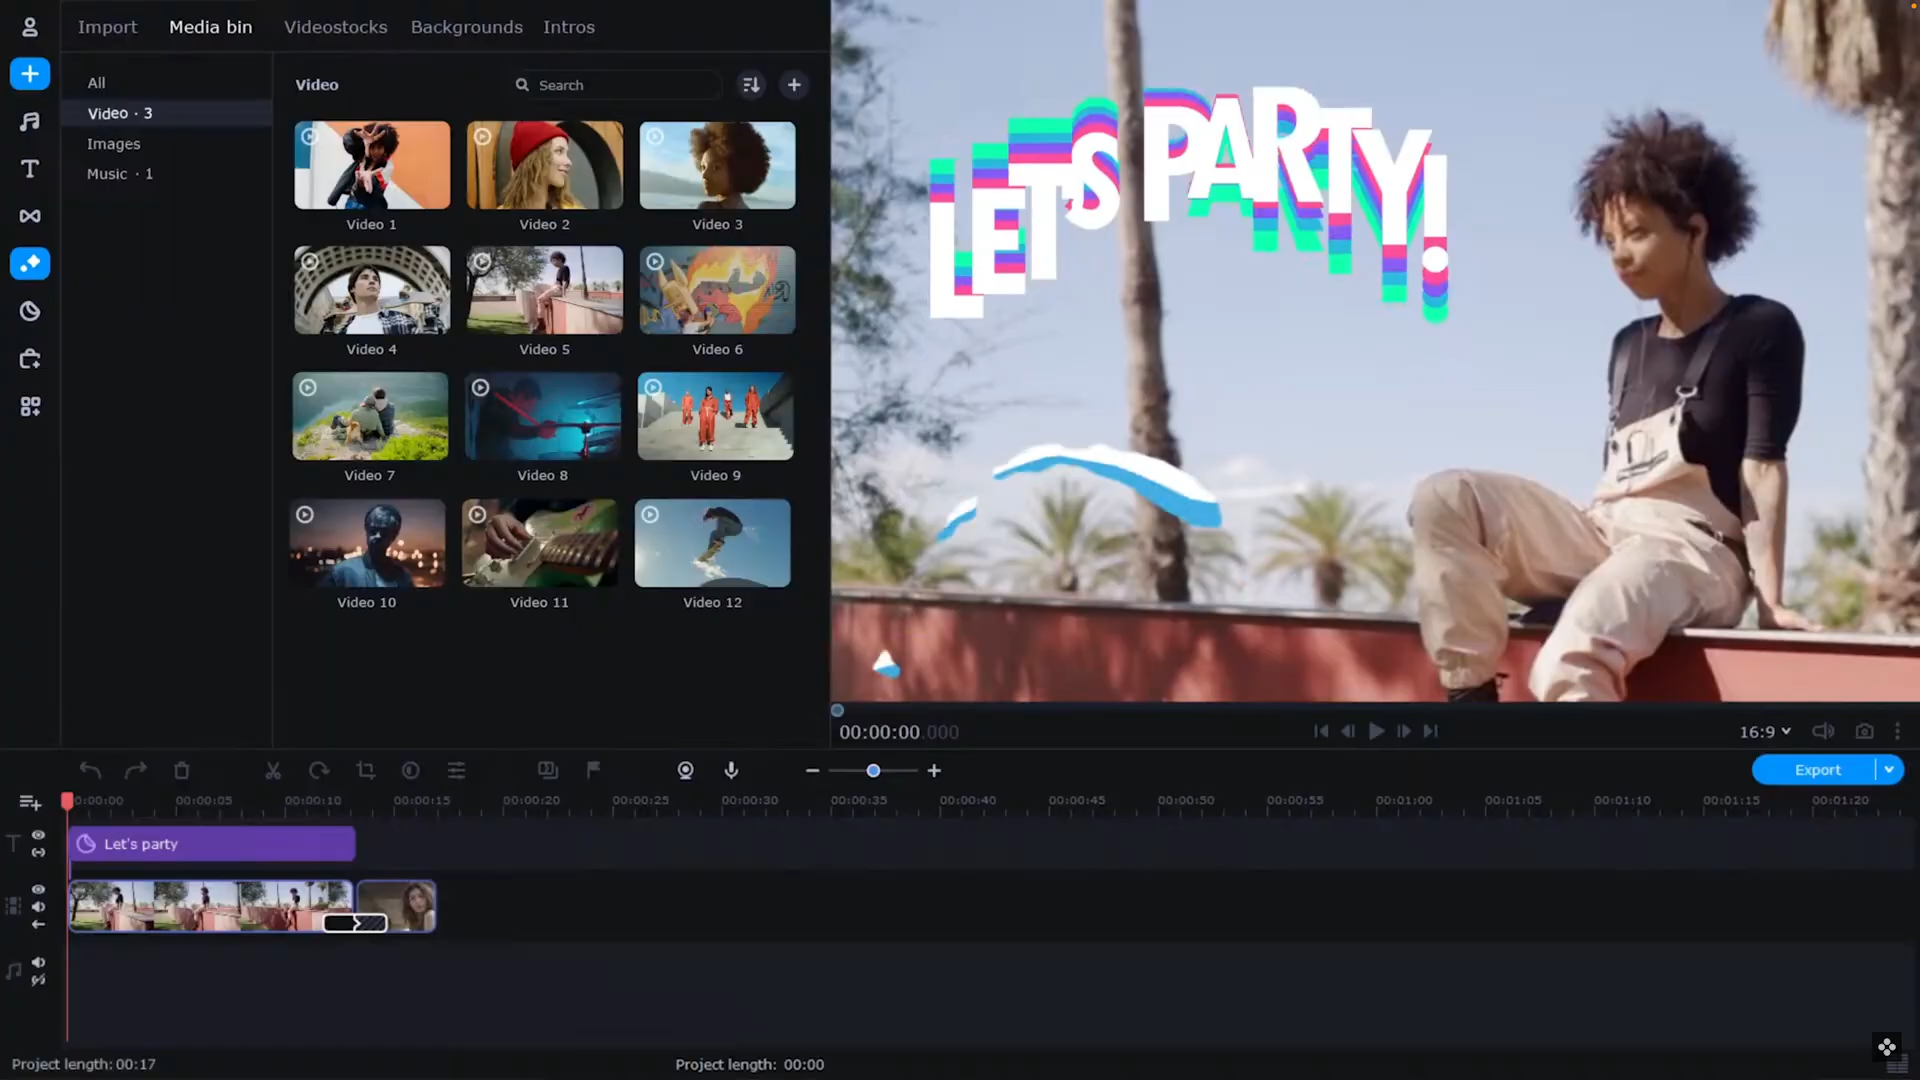 Import Media bin Videostocks Backgrounds Intros
All
Video · 3
Images
Music · 1
Video
Search
Video 1 Video 2 Video 3
Video 4 Video 5 Video 6
Video 7 Video 8 Video 9
Video 10 Video 11 Video 12
LET'S PARTY!
00:00:00.000
16:9
Export
0:00:00 00:00:05 00:00:10 00:00:15 00:00:20 00:00:25 00:00:30 00:00:35 00:00:40 00:00:45 00:00:50 00:00:55 00:01:00 00:01:05 00:01:10 00:01:15 00:01:20
Let's party
Project length: 00:17
Project length: 00:00